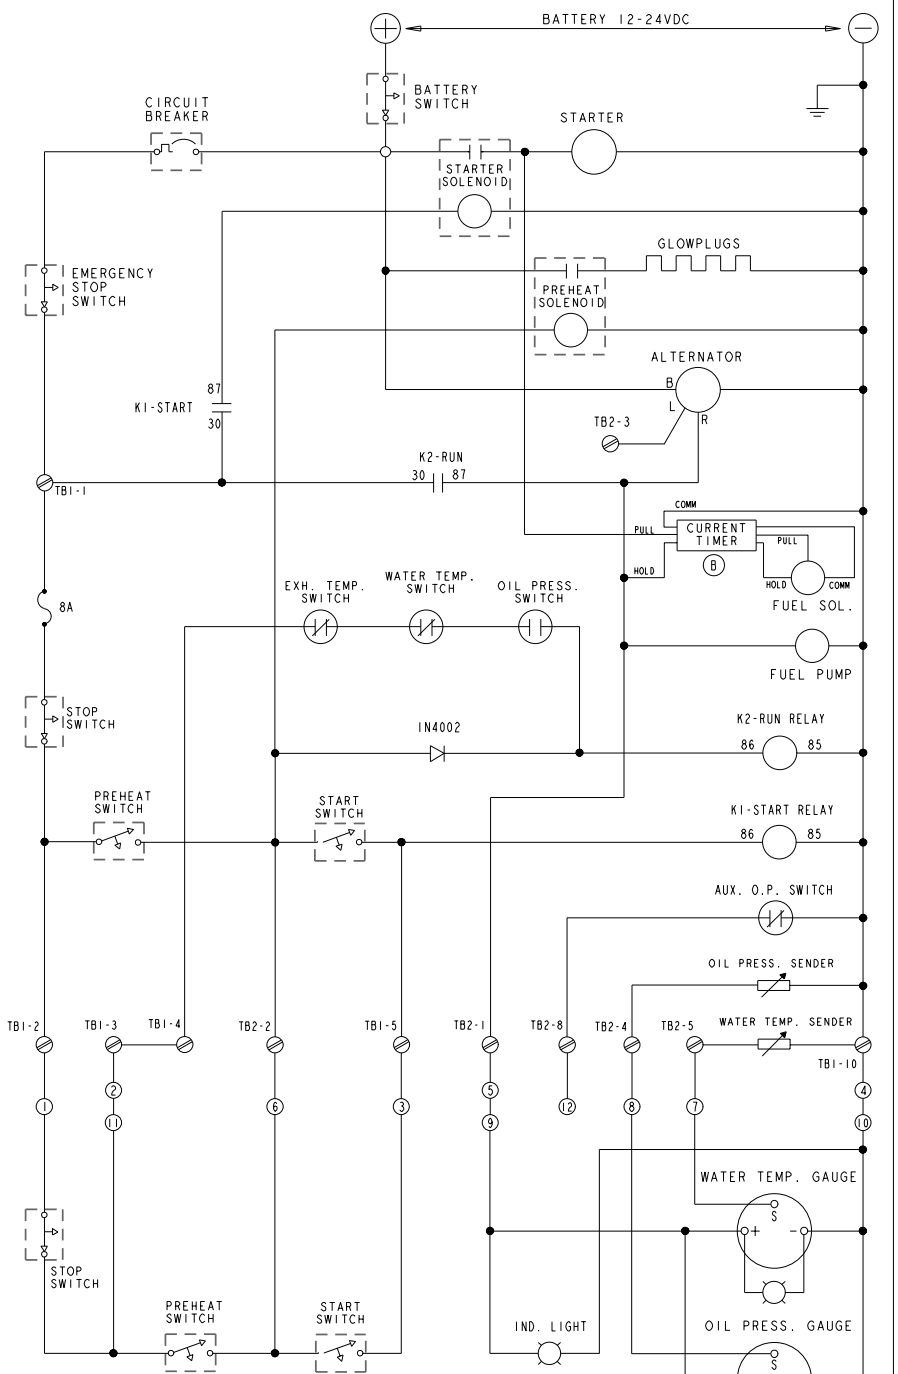 BATTERY 12-24VDC
+
−
BATTERY
SWITCH
CIRCUIT
BREAKER
STARTER
STARTER
SOLENOID
GLOWPLUGS
EMERGENCY
STOP
SWITCH
PREHEAT
SOLENOID
ALTERNATOR
B
L
R
87
K1-START
30
TB2-3
K2-RUN
30 87
TB1-1
COMM
PULL
CURRENT
TIMER
PULL
B
HOLD
HOLD
COMM
FUEL SOL.
EXH. TEMP.
SWITCH
WATER TEMP.
SWITCH
OIL PRESS.
SWITCH
8A
FUEL PUMP
STOP
SWITCH
1N4002
K2-RUN RELAY
86 85
PREHEAT
SWITCH
START
SWITCH
K1-START RELAY
86 85
AUX. O.P. SWITCH
OIL PRESS. SENDER
WATER TEMP. SENDER
TB1-2
TB1-3
TB1-4
TB2-2
TB1-5
TB2-1
TB2-8
TB2-4
TB2-5
TB1-10
1
2
11
6
3
5
9
12
8
7
4
10
WATER TEMP. GAUGE
S
+ -
STOP
SWITCH
PREHEAT
SWITCH
START
SWITCH
IND. LIGHT
OIL PRESS. GAUGE
S